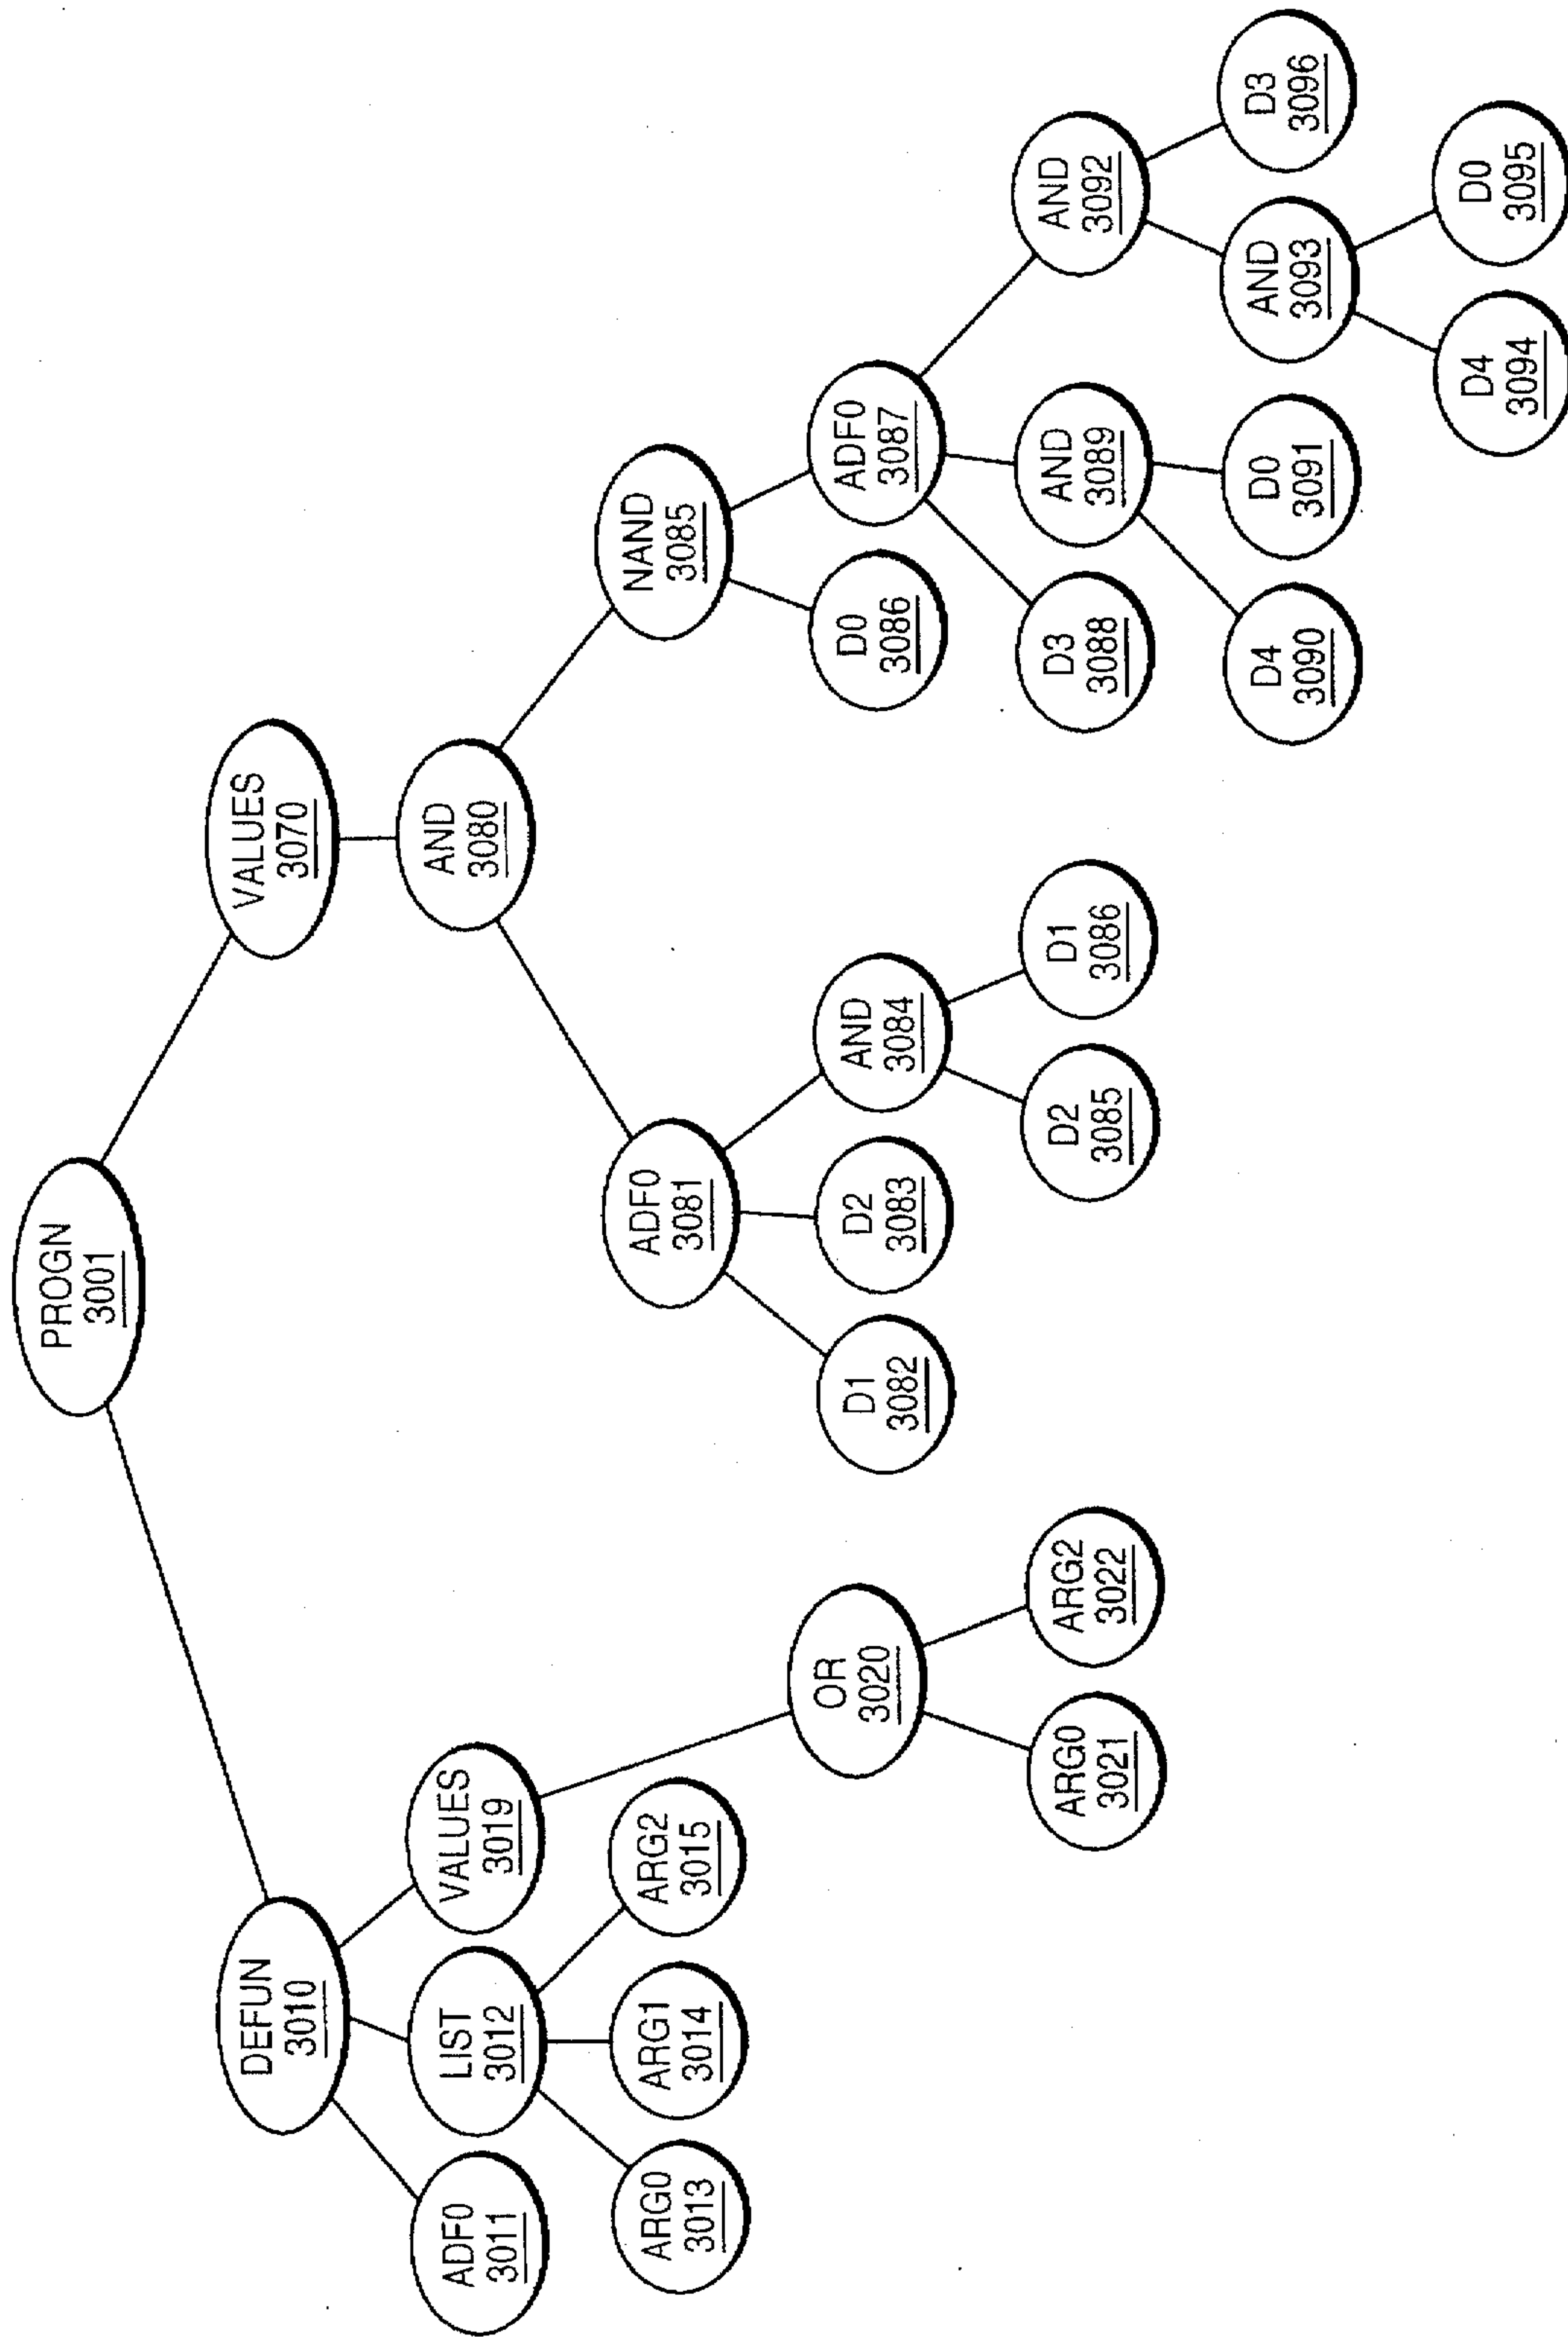 PROGN
3001
DEFUN
3010
VALUES
3070
ADF0
3011
LIST
3012
VALUES
3019
AND
3080
ARG0
3013
ARG1
3014
ARG2
3015
ADF0
3081
NAND
3085
OR
3020
D1
3082
D2
3083
AND
3084
D0
3086
ADF0
3087
ARG0
3021
ARG2
3022
D2
3085
D1
3086
D3
3088
AND
3089
AND
3092
D4
3090
D0
3091
AND
3093
D3
3096
D4
3094
D0
3095